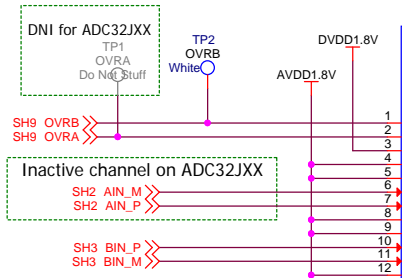 DNI for ADC32JXX
TP1
OVRA
Do Not Stuff
TP2
OVRB
White
DVDD1.8V
AVDD1.8V
SH9 OVRB
SH9 OVRA
1
2
3
4
5
Inactive channel on ADC32JXX
SH2 AIN_M
SH2 AIN_P
6
7
8
9
SH3 BIN_P
SH3 BIN_M
10
11
12